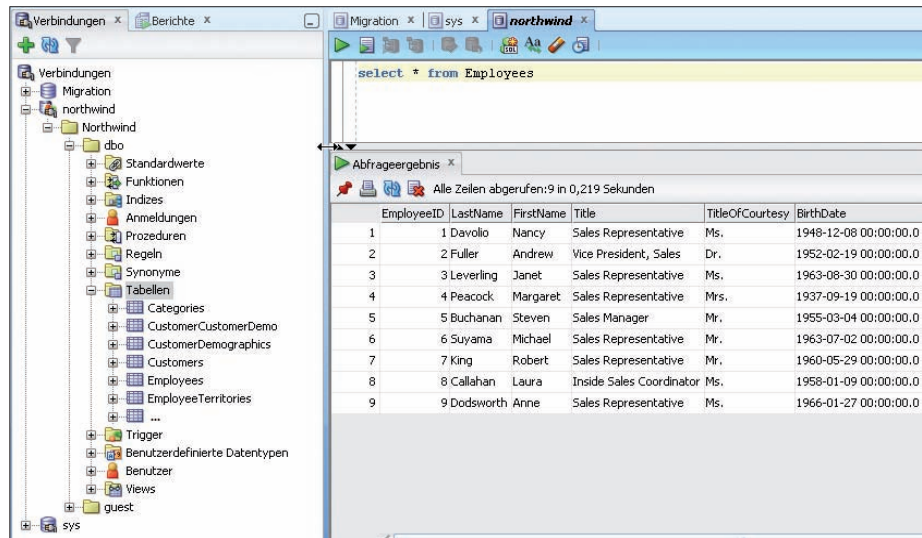 Verbindungen
Berichte
Verbindungen
Migration
northwind
Northwind
dbo
Standardwerte
Funktionen
Indizes
Anmeldungen
Prozeduren
Regeln
Synonyme
Tabellen
Categories
CustomerCustomerDemo
CustomerDemographics
Customers
Employees
EmployeeTerritories
...
Trigger
Benutzerdefinierte Datentypen
Benutzer
Views
guest
sys
Migration sys northwind
select * from Employees
Abfrageergebnis
SQL Alle Zeilen abgerufen:9 in 0,219 Sekunden
EmployeeID LastName FirstName Title TitleOfCourtesy BirthDate
1 1 Davolio Nancy Sales Representative Ms. 1948-12-08 00:00:00.0
2 2 Fuller Andrew Vice President, Sales Dr. 1952-02-19 00:00:00.0
3 3 Leverling Janet Sales Representative Ms. 1963-08-30 00:00:00.0
4 4 Peacock Margaret Sales Representative Mrs. 1937-09-19 00:00:00.0
5 5 Buchanan Steven Sales Manager Mr. 1955-03-04 00:00:00.0
6 6 Suyama Michael Sales Representative Mr. 1963-07-02 00:00:00.0
7 7 King Robert Sales Representative Mr. 1960-05-29 00:00:00.0
8 8 Callahan Laura Inside Sales Coordinator Ms. 1958-01-09 00:00:00.0
9 9 Dodsworth Anne Sales Representative Ms. 1966-01-27 00:00:00.0